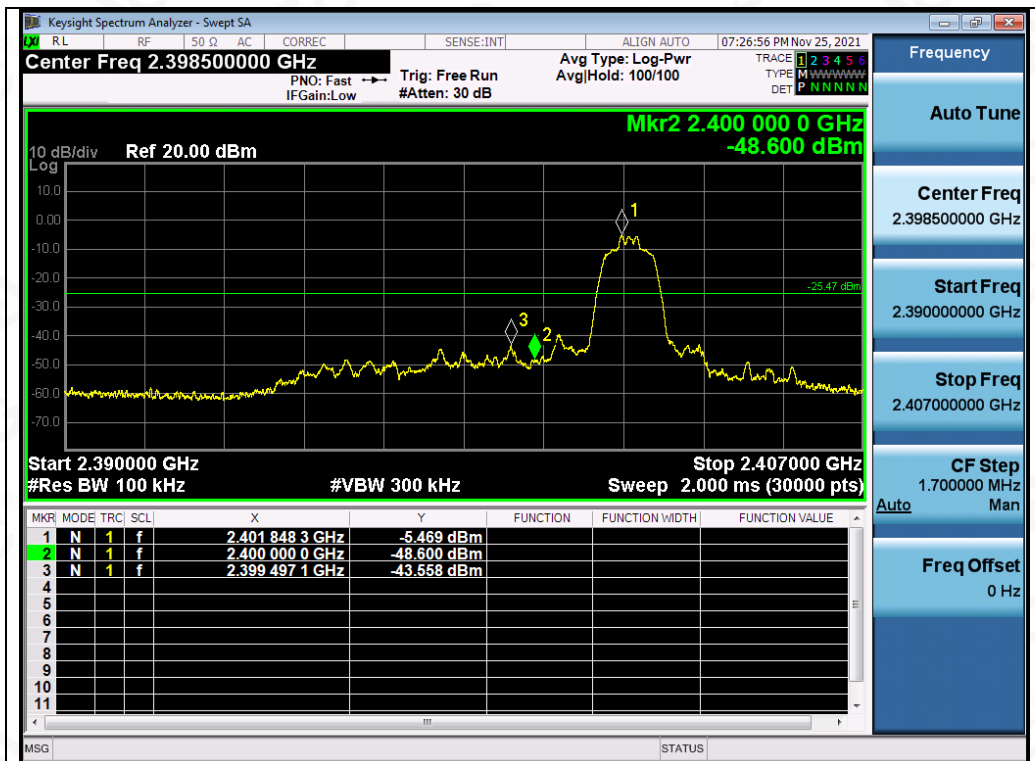 Keysight Spectrum Analyzer - Swept SA
LXI RL RF 50 Ω AC CORREC SENSE:INT ALIGN AUTO 07:26:56 PM Nov 25, 2021
Center Freq 2.398500000 GHz
PNO: Fast
IFGain:Low
Trig: Free Run
#Atten: 30 dB
Avg Type: Log-Pwr
Avg|Hold: 100/100
TRACE 1 2 3 4 5 6
TYPE M WWWWW
DET P N N N N N
Mkr2 2.400 000 0 GHz
-48.600 dBm
10 dB/div Ref 20.00 dBm
Log
10.0
0.00
-10.0
-20.0
-30.0
-40.0
-50.0
-60.0
-70.0
1
-25.47 dBm
3
2
Start 2.390000 GHz Stop 2.407000 GHz
#Res BW 100 kHz #VBW 300 kHz Sweep 2.000 ms (30000 pts)
MKR MODE TRC SCL X Y FUNCTION FUNCTION WIDTH FUNCTION VALUE
1 N 1 f 2.401 848 3 GHz -5.469 dBm
2 N 1 f 2.400 000 0 GHz -48.600 dBm
3 N 1 f 2.399 497 1 GHz -43.558 dBm
4
5
6
7
8
9
10
11
MSG STATUS
Frequency
Auto Tune
Center Freq
2.398500000 GHz
Start Freq
2.390000000 GHz
Stop Freq
2.407000000 GHz
CF Step
1.700000 MHz
Auto Man
Freq Offset
0 Hz